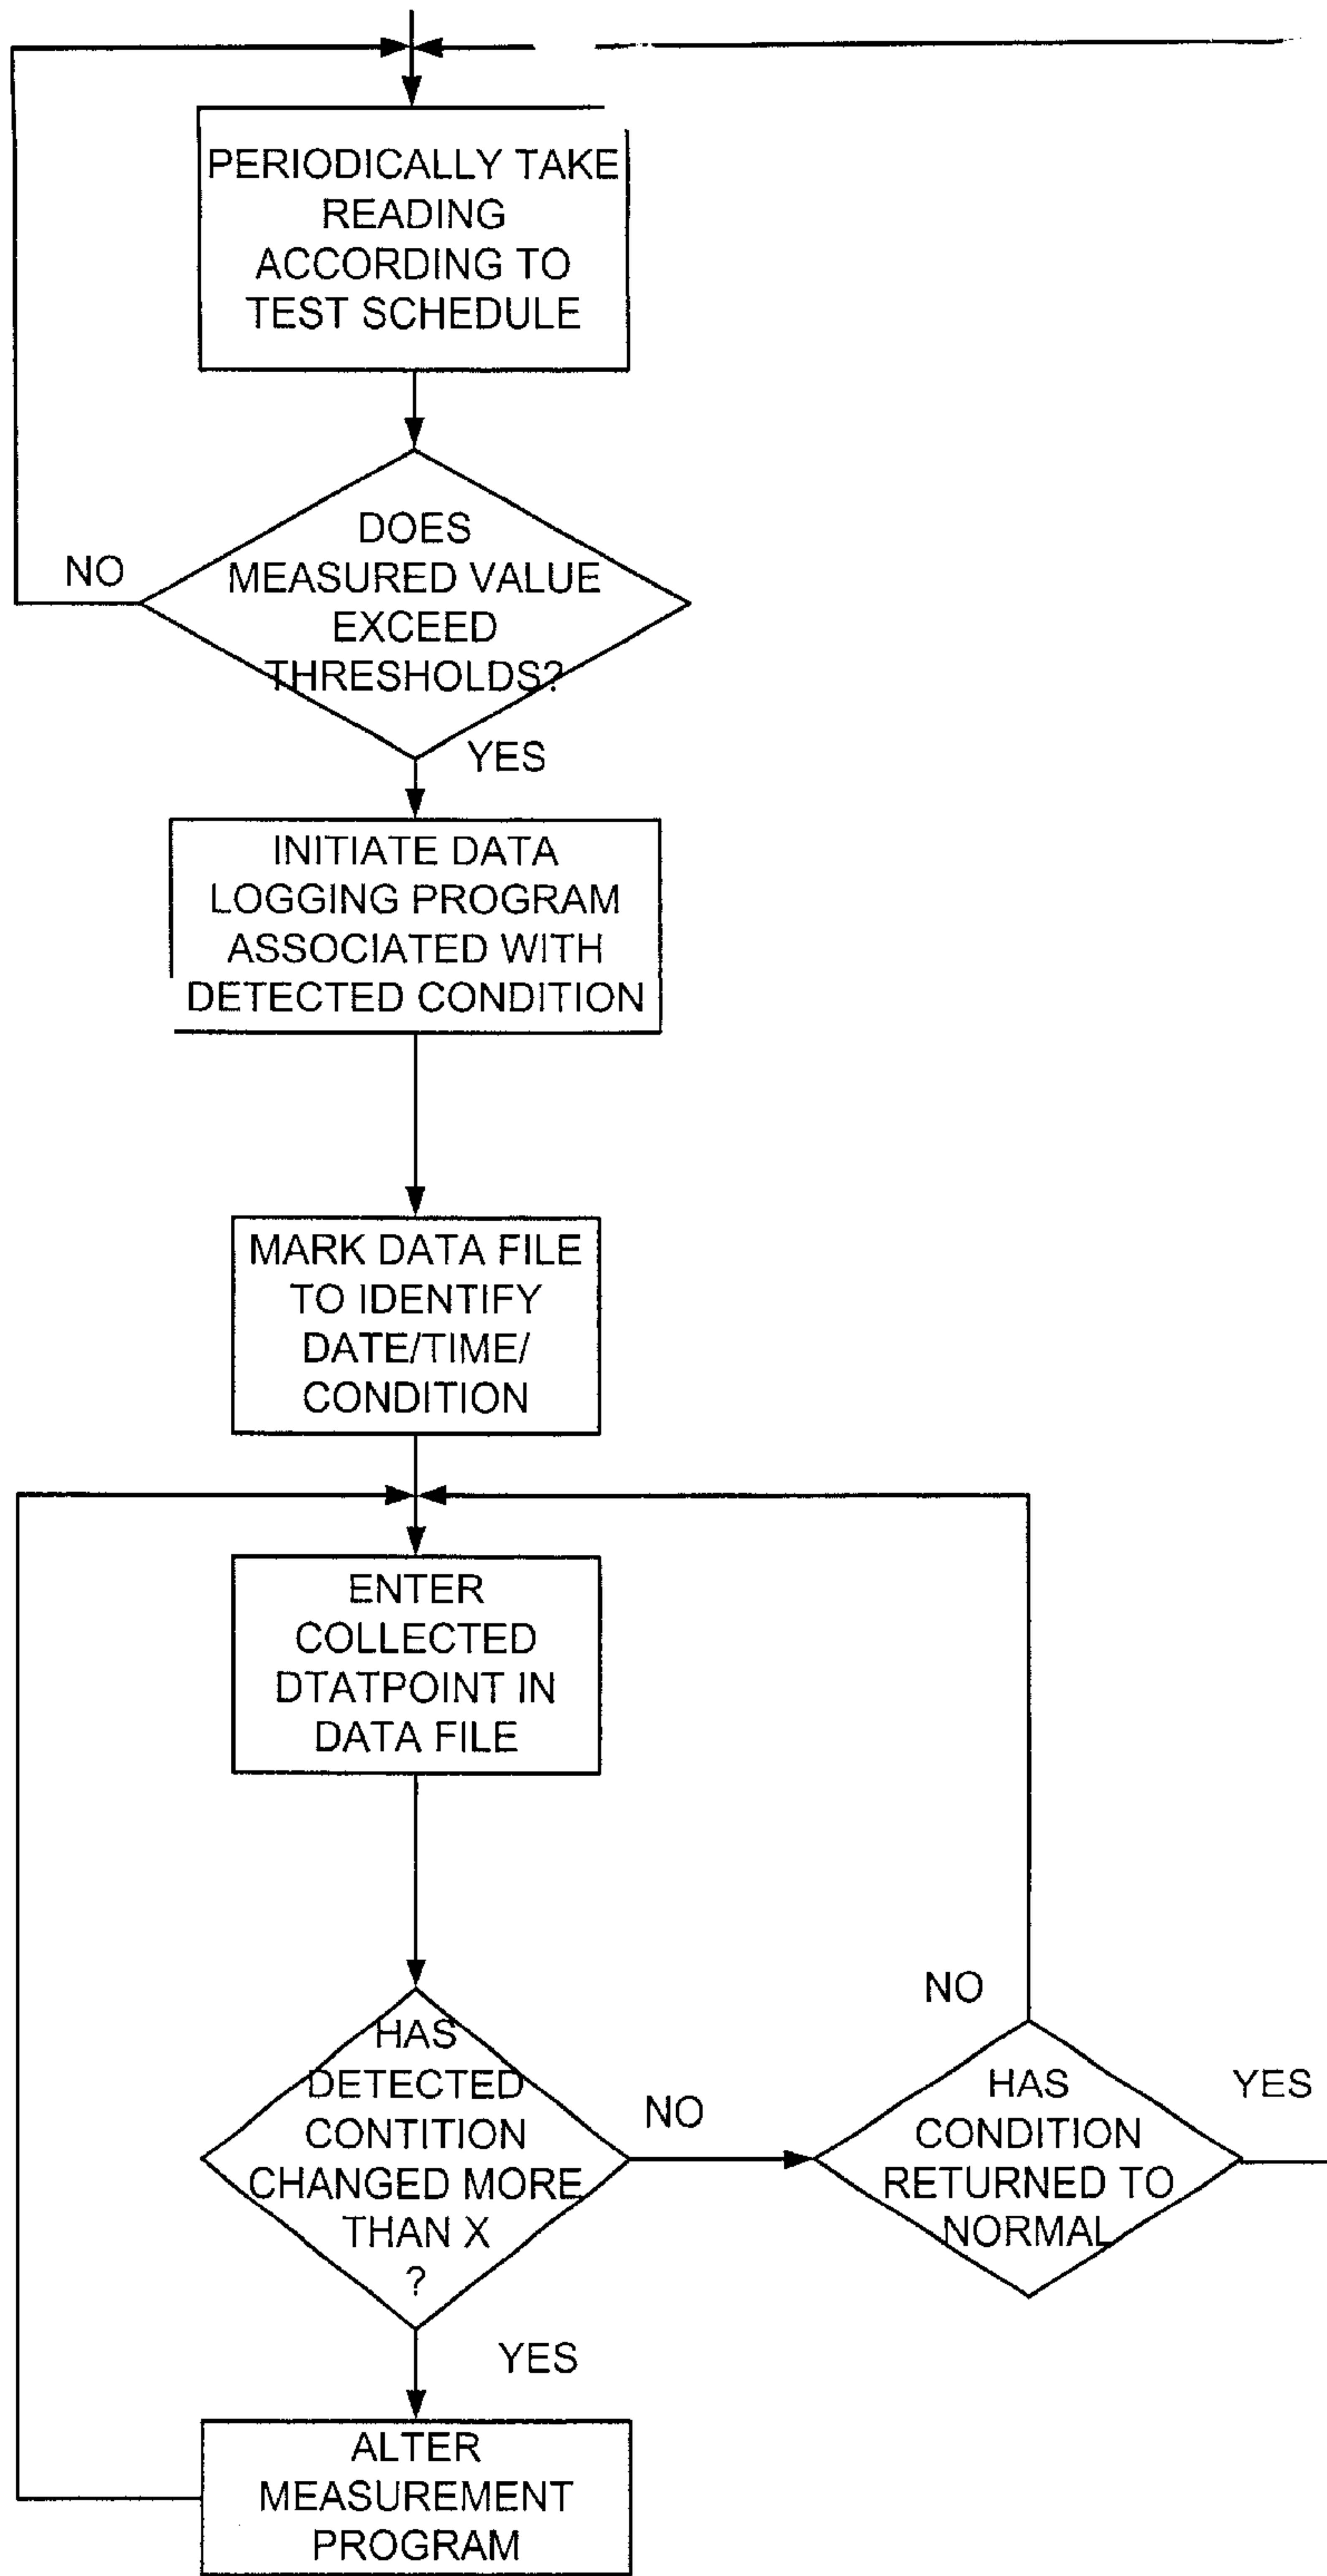 PERIODICALLY TAKE
READING
ACCORDING TO
TEST SCHEDULE
DOES
MEASURED VALUE
EXCEED
THRESHOLDS?
NO
YES
INITIATE DATA
LOGGING PROGRAM
ASSOCIATED WITH
DETECTED CONDITION
MARK DATA FILE
TO IDENTIFY
DATE/TIME/
CONDITION
ENTER
COLLECTED
DTATPOINT IN
DATA FILE
HAS
DETECTED
CONTITION
CHANGED MORE
THAN X
?
NO
NO
HAS
CONDITION
RETURNED TO
NORMAL
YES
YES
ALTER
MEASUREMENT
PROGRAM